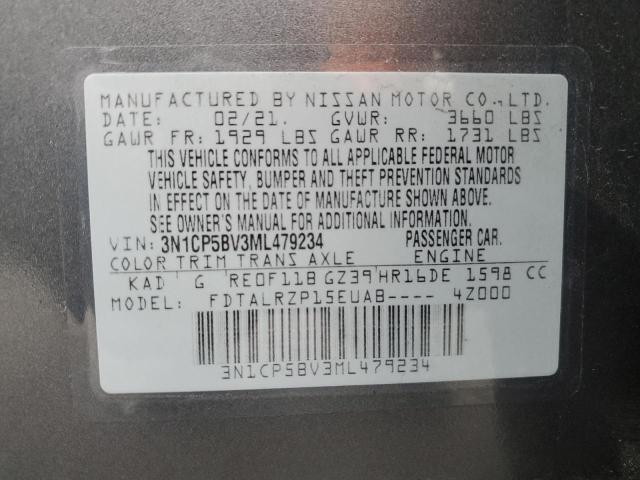 MANUFACTURED BY NISSAN MOTOR CO., LTD.
DATE: 02/21. GVWR: 3660 LBS
GAWR FR: 1929 LBS GAWR RR: 1731 LBS
THIS VEHICLE CONFORMS TO ALL APPLICABLE FEDERAL MOTOR
VEHICLE SAFETY, BUMPER AND THEFT PREVENTION STANDARDS
IN EFFECT ON THE DATE OF MANUFACTURE SHOWN ABOVE.
SEE OWNER'S MANUAL FOR ADDITIONAL INFORMATION.
VIN: 3N1CP5BV3ML479234 PASSENGER CAR.
COLOR TRIM TRANS AXLE ENGINE
KAD G RE0F11B GZ39 HR16DE 1598 CC
MODEL: FDTALRZP15EUAB---- 4Z000
3N1CP5BV3ML479234